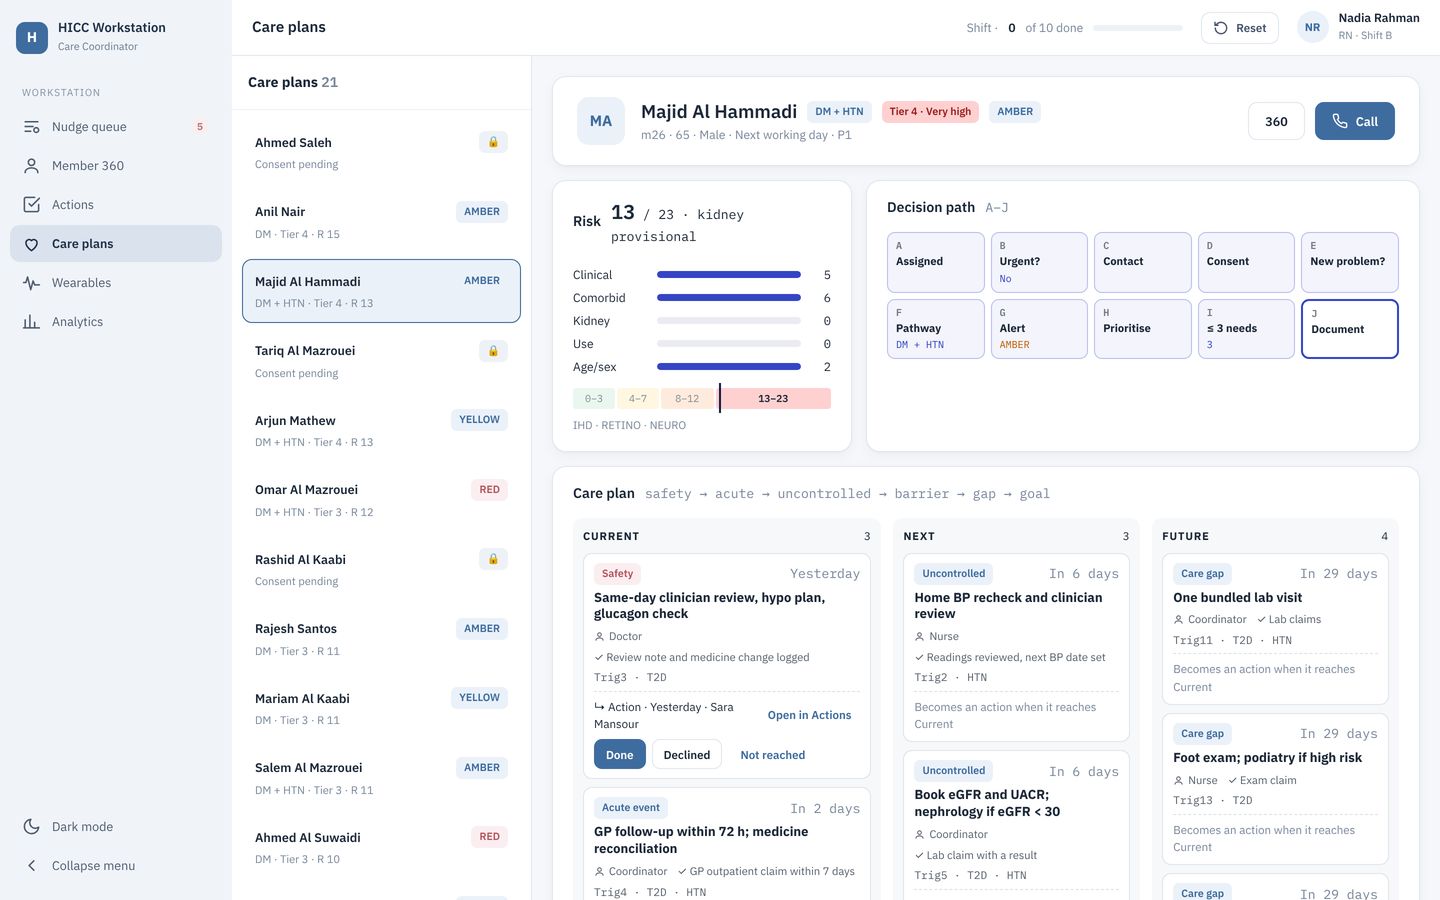 H
HICC Workstation
Care Coordinator
WORKSTATION
Nudge queue 5
Member 360
Actions
Care plans
Wearables
Analytics
Dark mode
Collapse menu
Care plans
Shift · 0 of 10 done
Reset
NR
Nadia Rahman
RN · Shift B
Care plans 21
Ahmed Saleh
Consent pending
Anil Nair AMBER
DM · Tier 4 · R 15
Majid Al Hammadi AMBER
DM + HTN · Tier 4 · R 13
Tariq Al Mazrouei
Consent pending
Arjun Mathew YELLOW
DM + HTN · Tier 4 · R 13
Omar Al Mazrouei RED
DM + HTN · Tier 3 · R 12
Rashid Al Kaabi
Consent pending
Rajesh Santos AMBER
DM · Tier 3 · R 11
Mariam Al Kaabi YELLOW
DM · Tier 3 · R 11
Salem Al Mazrouei AMBER
DM + HTN · Tier 3 · R 11
Ahmed Al Suwaidi RED
DM · Tier 3 · R 10
MA
Majid Al Hammadi DM + HTN Tier 4 · Very high AMBER
m26 · 65 · Male · Next working day · P1
360
Call
Risk 13 / 23 · kidney
provisional
Clinical 5
Comorbid 6
Kidney 0
Use 0
Age/sex 2
0–3 4–7 8–12 13–23
IHD · RETINO · NEURO
Decision path A–J
A
Assigned
B
Urgent?
No
C
Contact
D
Consent
E
New problem?
F
Pathway
DM + HTN
G
Alert
AMBER
H
Prioritise
I
≤ 3 needs
3
J
Document
Care plan safety → acute → uncontrolled → barrier → gap → goal
CURRENT 3
Safety Yesterday
Same-day clinician review, hypo plan,
glucagon check
Doctor
✓ Review note and medicine change logged
Trig3 · T2D
↳ Action · Yesterday · Sara
Mansour
Open in Actions
Done Declined Not reached
Acute event In 2 days
GP follow-up within 72 h; medicine
reconciliation
Coordinator ✓ GP outpatient claim within 7 days
Trig4 · T2D · HTN
NEXT 3
Uncontrolled In 6 days
Home BP recheck and clinician
review
Nurse
✓ Readings reviewed, next BP date set
Trig2 · HTN
Becomes an action when it reaches
Current
Uncontrolled In 6 days
Book eGFR and UACR;
nephrology if eGFR < 30
Coordinator
✓ Lab claim with a result
Trig5 · T2D · HTN
FUTURE 4
Care gap In 29 days
One bundled lab visit
Coordinator ✓ Lab claims
Trig11 · T2D · HTN
Becomes an action when it reaches
Current
Care gap In 29 days
Foot exam; podiatry if high risk
Nurse ✓ Exam claim
Trig13 · T2D
Becomes an action when it reaches
Current
Care gap In 29 days